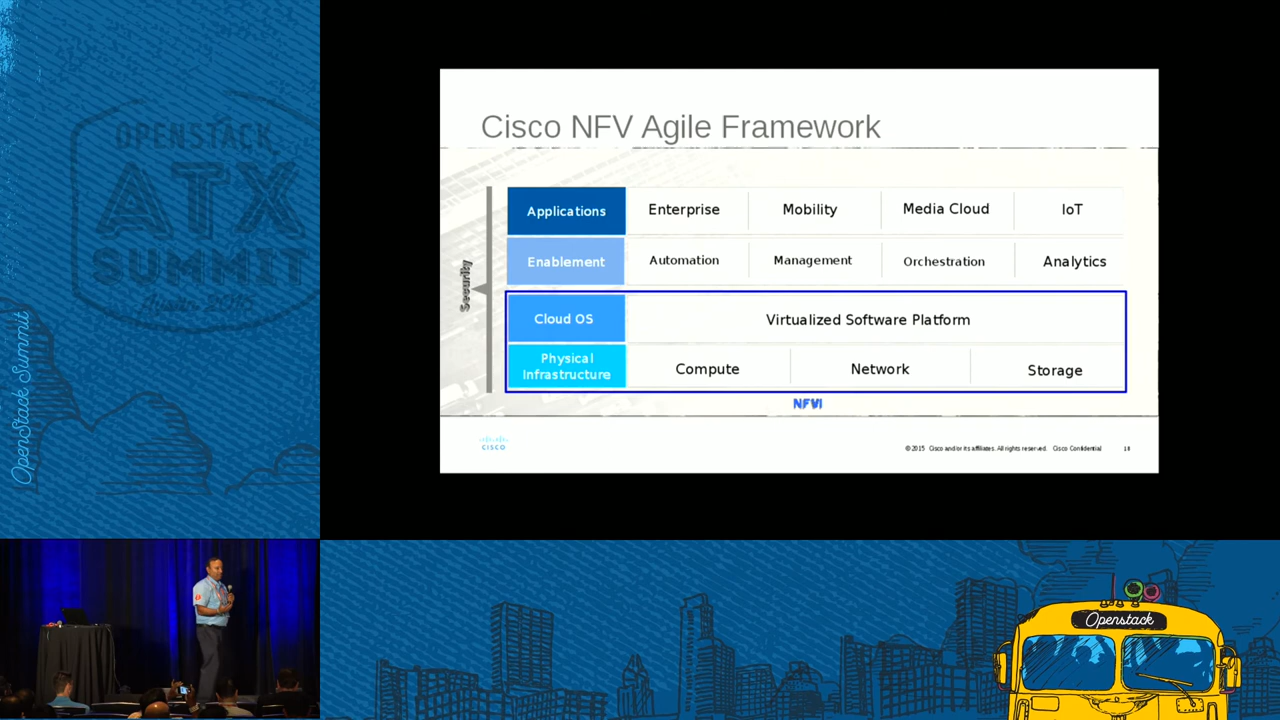 OPENSTACK
ATX
SUMMIT
Austin
OpenStack Summit
Cisco NFV Agile Framework
Security
Applications
Enterprise
Mobility
Media Cloud
IoT
Enablement
Automation
Management
Orchestration
Analytics
Cloud OS
Virtualized Software Platform
Physical
Infrastructure
Compute
Network
Storage
NFVI
CISCO
© 2015 Cisco and/or its affiliates. All rights reserved. Cisco Confidential
18
Openstack